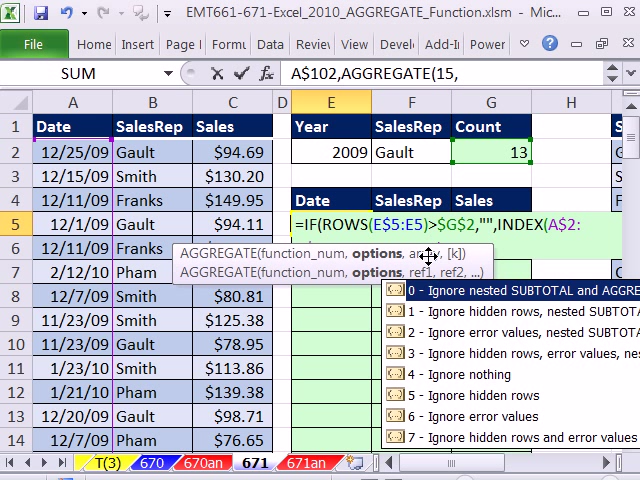 EMT661-671-Excel_2010_AGGREGATE_Function.xlsm - Mic...
File Home Insert Page Formu Data Review View Develo Add-I Power
SUM fx A$102,AGGREGATE(15,
A B C D E F G H
1 Date SalesRep Sales Year SalesRep Count
2 12/25/09 Gault $94.69 2009 Gault 13
3 12/15/09 Smith $130.20
4 12/11/09 Franks $149.95 Date SalesRep Sales
5 12/1/09 Gault $94.11 =IF(ROWS(E$5:E5)>$G$2,"",INDEX(A$2:
6 12/11/09 Franks
AGGREGATE(function_num, options, array, [k])
7 2/12/10 Pham
AGGREGATE(function_num, options, ref1, [ref2], ...)
8 12/7/09 Smith $80.81
0 - Ignore nested SUBTOTAL and AGGRE
9 11/23/09 Smith $125.38
1 - Ignore hidden rows, nested SUBTOTA
2 - Ignore error values, nested SUBTOT
10 11/22/09 Gault $78.95
3 - Ignore hidden rows, error values, nes
11 1/23/10 Smith $113.86
4 - Ignore nothing
12 1/21/10 Pham $139.38
5 - Ignore hidden rows
13 12/20/09 Gault $98.71
6 - Ignore error values
14 12/7/09 Pham $76.65
7 - Ignore hidden rows and error values
T(3) 670 670an 671 671an